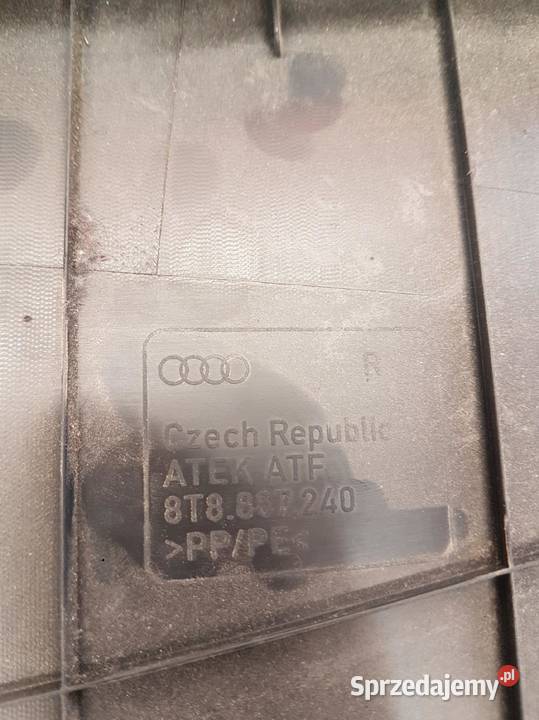 R
Czech Republic
ATEK ATF
8T8.867.240
>PP/PE<
Sprzedajemy.pl